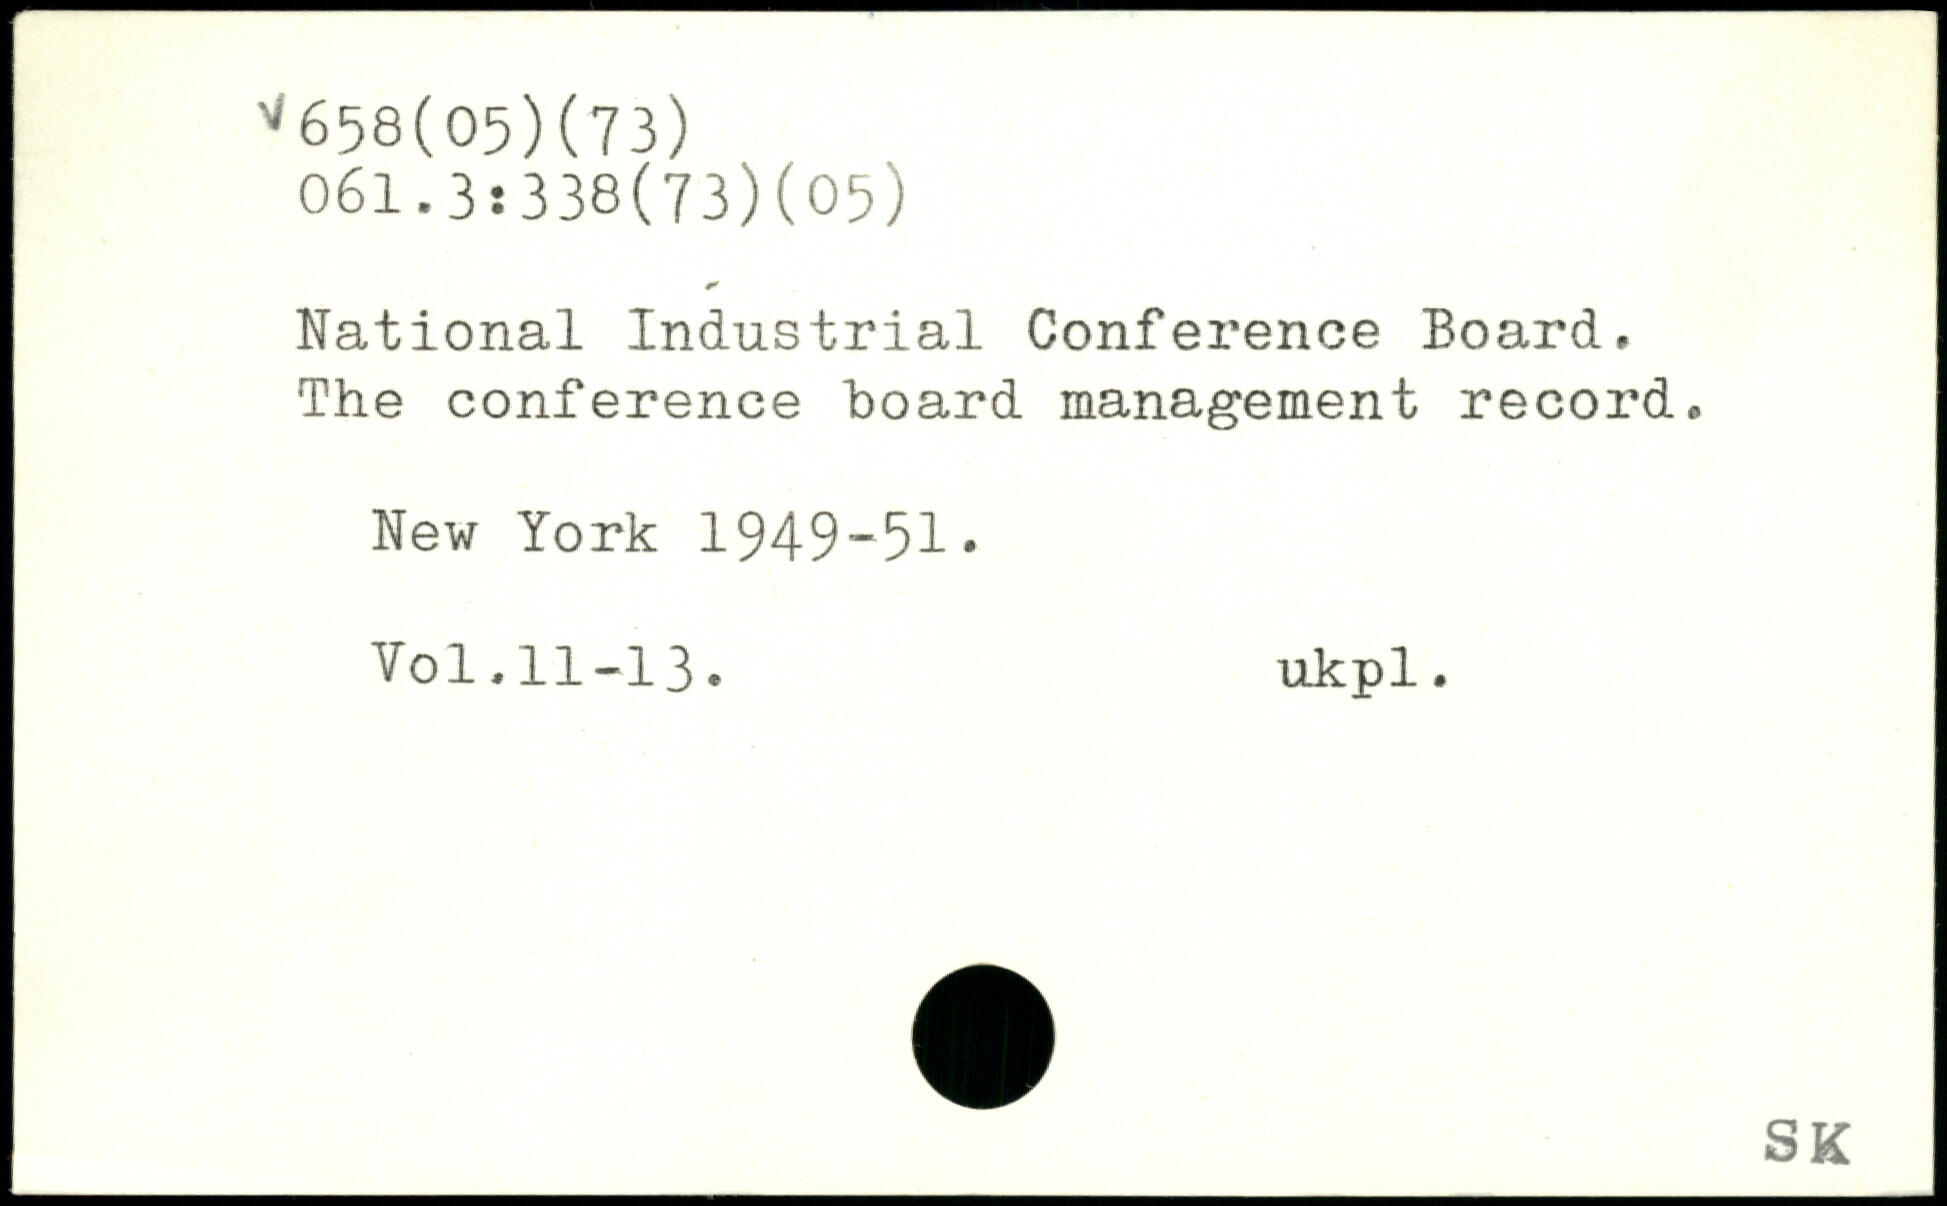 √658(05)(73)
061.3:338(73)(05)
National Industrial Conference Board.
The conference board management record.
New York 1949-51.
Vol.11-13. ukpl.
SK